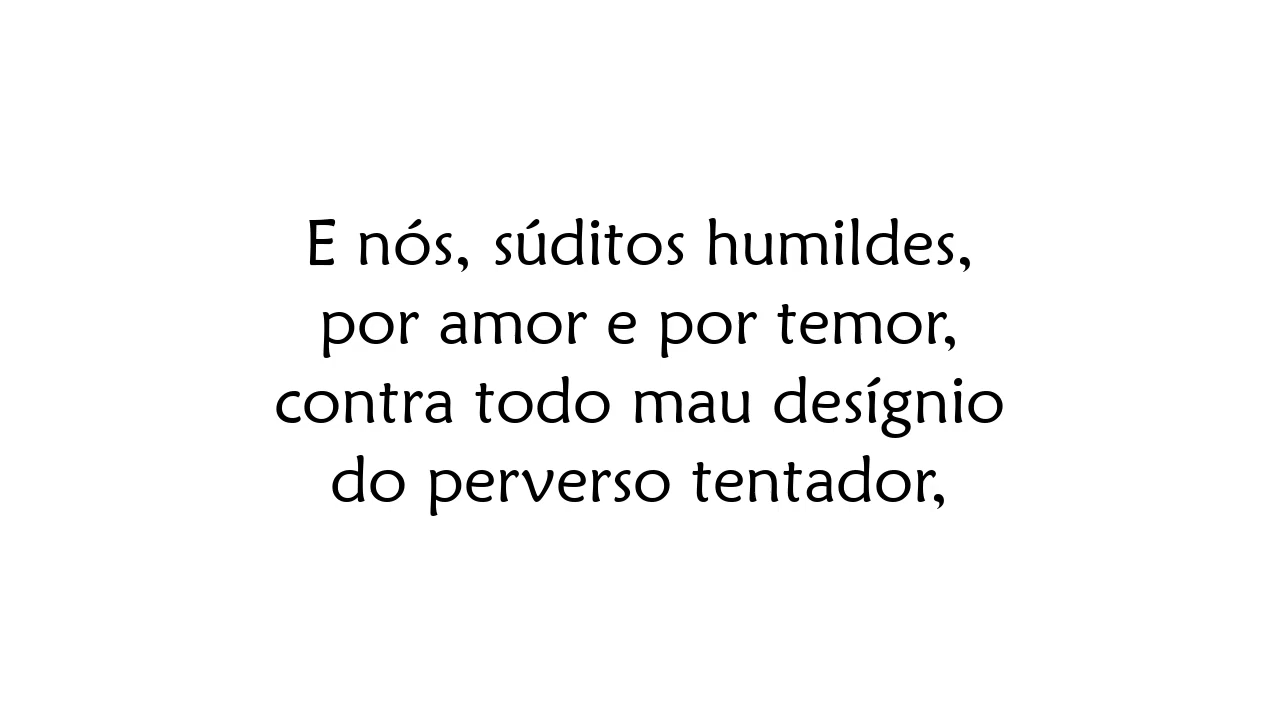 E nós, súditos humildes,
por amor e por temor,
contra todo mau desígnio
do perverso tentador,